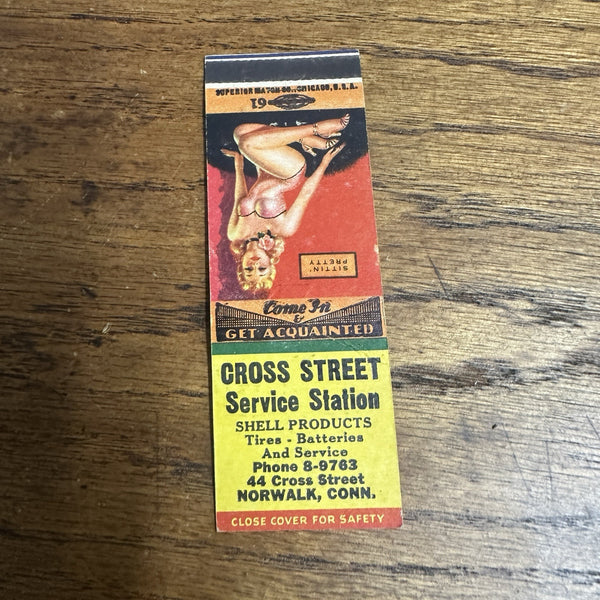 SUPERIOR MATCH CO., CHICAGO, U.S.A.
61
SITTIN'
PRETTY
Come In
&
GET ACQUAINTED
CROSS STREET
Service Station
SHELL PRODUCTS
Tires - Batteries
And Service
Phone 8-9763
44 Cross Street
NORWALK, CONN.
CLOSE COVER FOR SAFETY